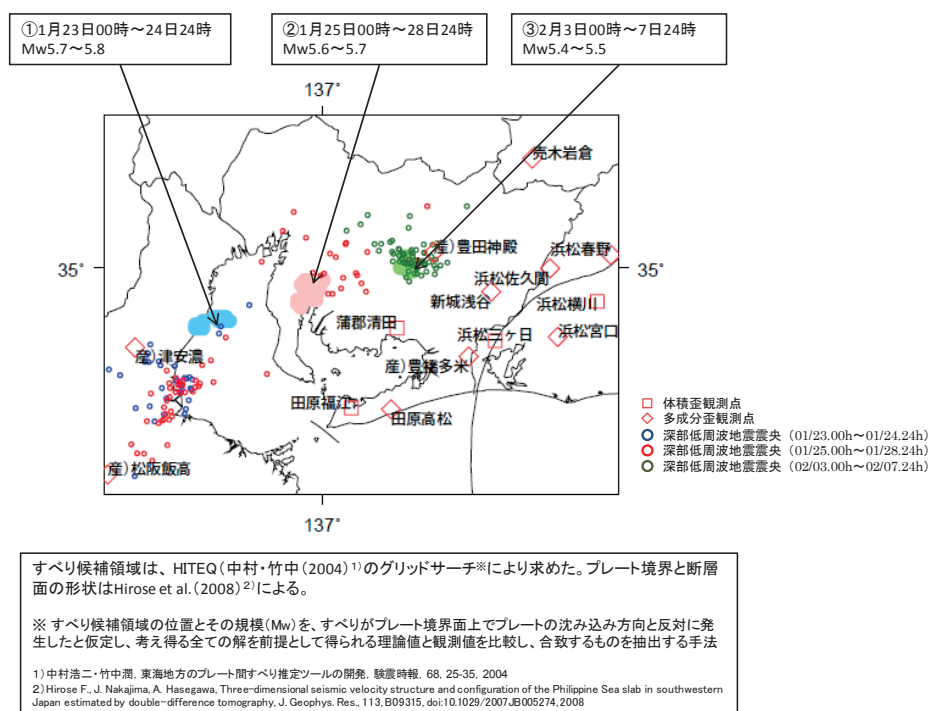 ①1月23日00時～24日24時
Mw5.7～5.8
②1月25日00時～28日24時
Mw5.6～5.7
③2月3日00時～7日24時
Mw5.4～5.5
137°
売木岩倉
産)豊田神殿
浜松春野
35°
35°
浜松佐久間
新城浅谷
浜松横川
蒲郡清田
浜松三ヶ日
浜松宮口
産)津安濃
産)豊橋多米
田原福江
田原高松
産)松阪飯高
137°
体積歪観測点
多成分歪観測点
深部低周波地震震央（01/23.00h～01/24.24h）
深部低周波地震震央（01/25.00h～01/28.24h）
深部低周波地震震央（02/03.00h～02/07.24h）
すべり候補領域は、HITEQ（中村・竹中（2004）1)のグリッドサーチ※により求めた。プレート境界と断層
面の形状はHirose et al.（2008）2)による。
※ すべり候補領域の位置とその規模（Mw）を、すべりがプレート境界面上でプレートの沈み込み方向と反対に発
生したと仮定し、考え得る全ての解を前提として得られる理論値と観測値を比較し、合致するものを抽出する手法
1）中村浩二・竹中潤, 東海地方のプレート間すべり推定ツールの開発, 験震時報, 68, 25-35, 2004
2）Hirose F., J. Nakajima, A. Hasegawa, Three-dimensional seismic velocity structure and configuration of the Philippine Sea slab in southwestern
Japan estimated by double-difference tomography, J. Geophys. Res., 113, B09315, doi:10.1029/2007JB005274, 2008